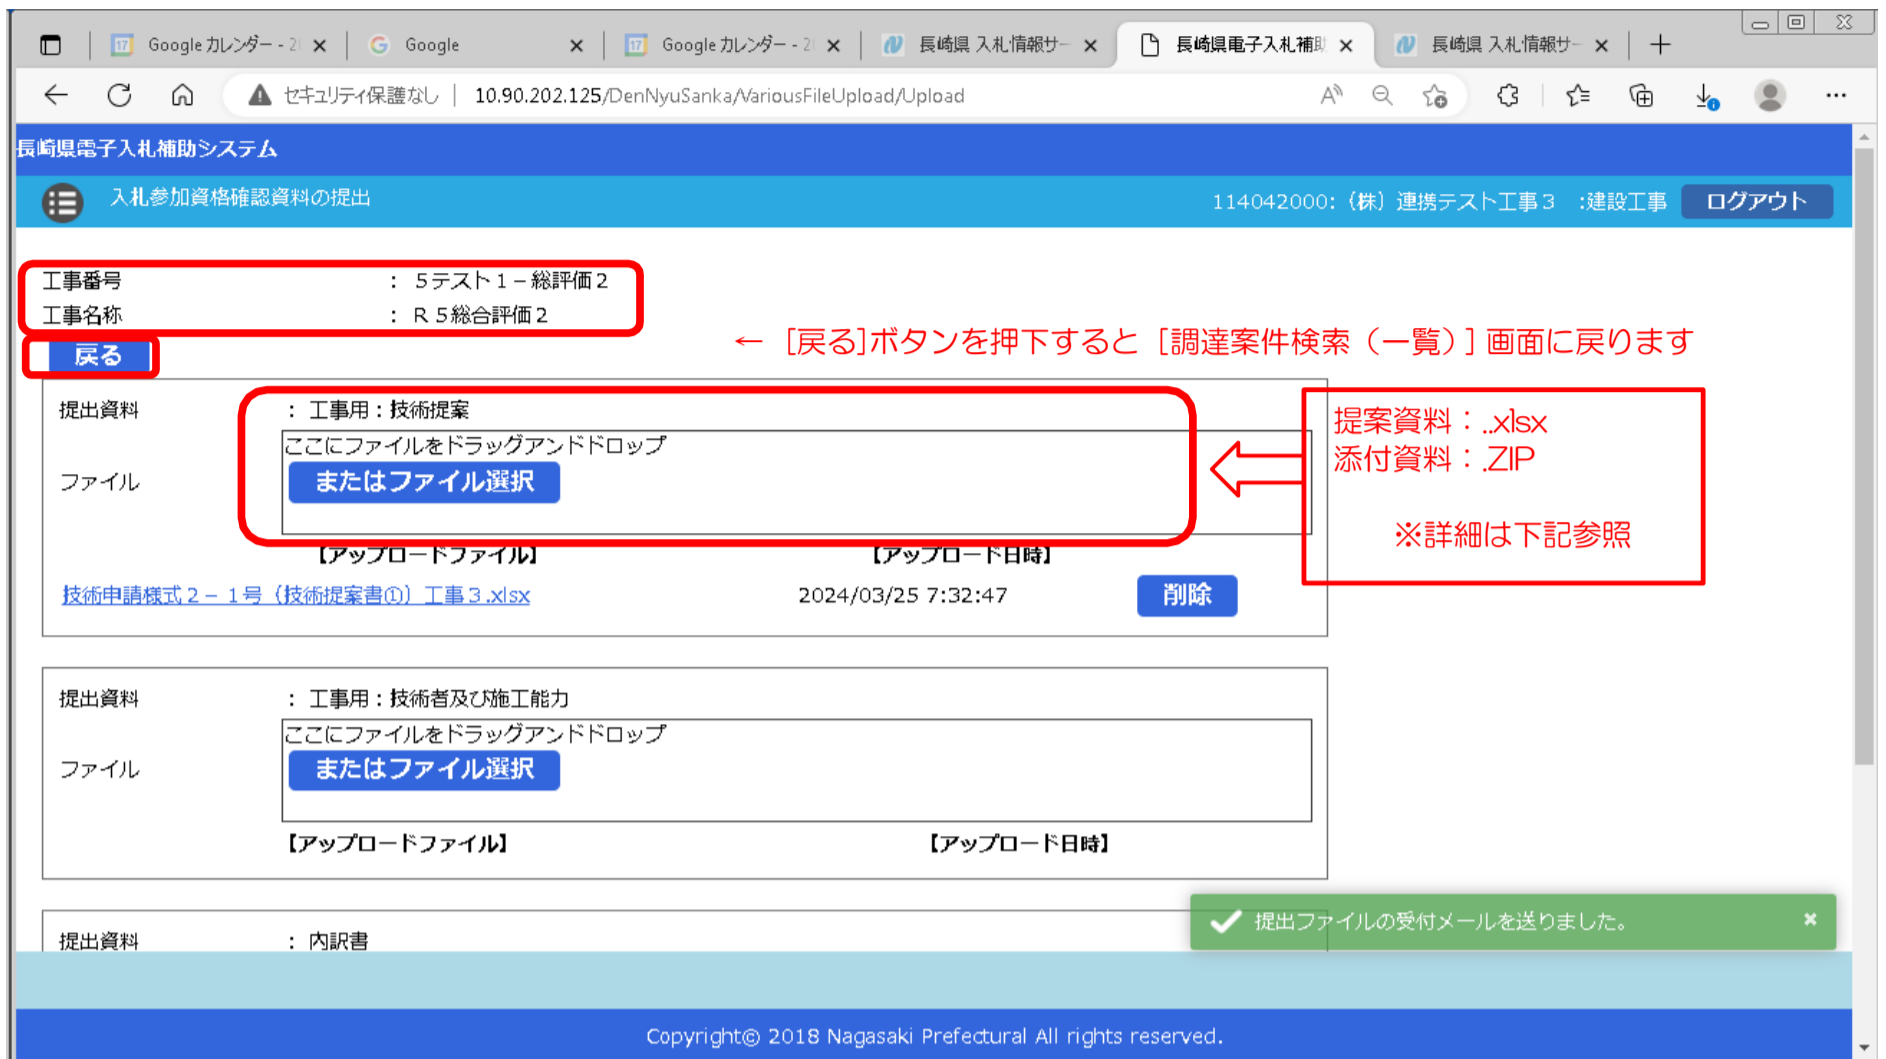 Google カレンダー - 2
Google
Google カレンダー - 2
長崎県 入札情報サー
長崎県電子入札補助
長崎県 入札情報サー
セキュリティ保護なし
10.90.202.125/DenNyuSanka/VariousFileUpload/Upload
長崎県電子入札補助システム
入札参加資格確認資料の提出
114042000:（株）連携テスト工事３ :建設工事
ログアウト
工事番号 ： ５テスト１－総評価２
工事名称 ： Ｒ５総合評価２
戻る
← [戻る]ボタンを押下すると［調達案件検索（一覧）］画面に戻ります
提出資料 ：工事用：技術提案
ここにファイルをドラッグアンドドロップ
ファイル
またはファイル選択
提案資料：..xlsx
添付資料：.ZIP
※詳細は下記参照
【アップロードファイル】 【アップロード日時】
技術申請様式２－１号（技術提案書①）工事３.xlsx 2024/03/25 7:32:47 削除
提出資料 ：工事用：技術者及び施工能力
ここにファイルをドラッグアンドドロップ
ファイル
またはファイル選択
【アップロードファイル】 【アップロード日時】
提出資料 ：内訳書
提出ファイルの受付メールを送りました。
Copyright© 2018 Nagasaki Prefectural All rights reserved.